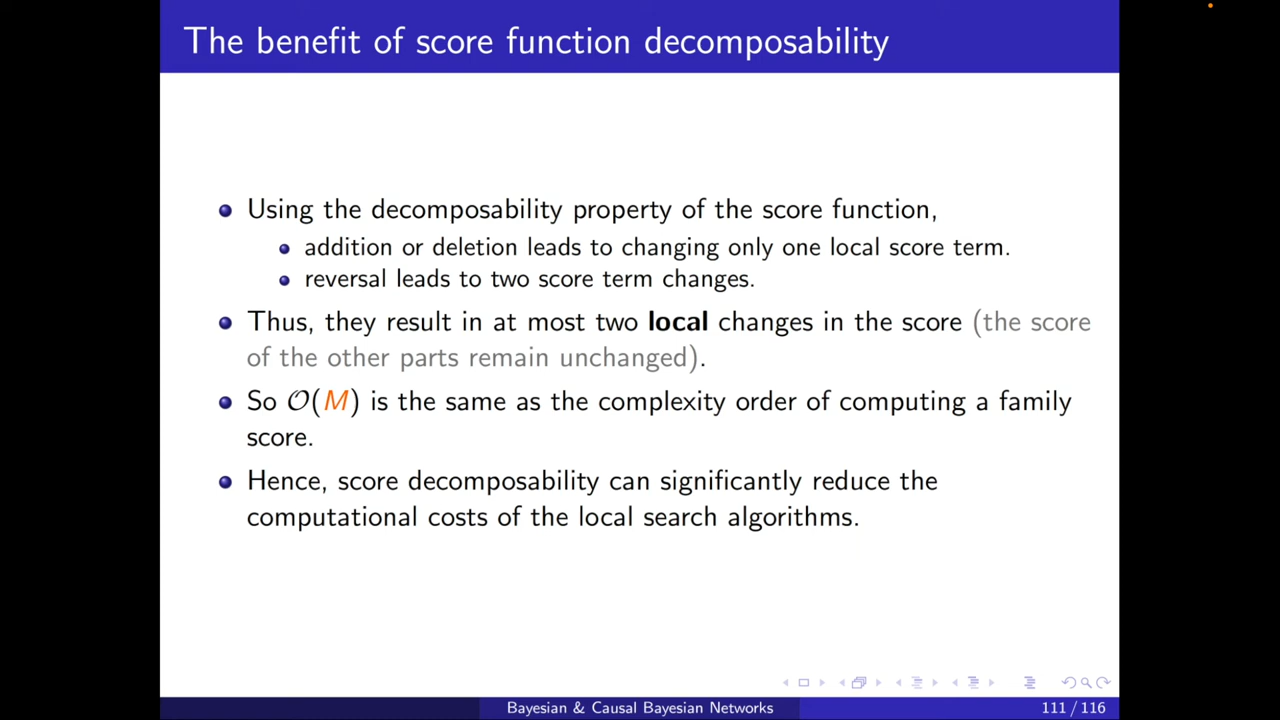 The benefit of score function decomposability
Using the decomposability property of the score function,
addition or deletion leads to changing only one local score term.
reversal leads to two score term changes.
Thus, they result in at most two local changes in the score (the score
of the other parts remain unchanged).
So 𝒪(M) is the same as the complexity order of computing a family
score.
Hence, score decomposability can significantly reduce the
computational costs of the local search algorithms.
Bayesian & Causal Bayesian Networks
111 / 116